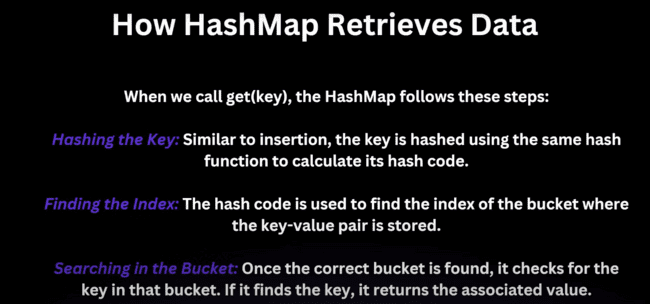 How HashMap Retrieves Data
When we call get(key), the HashMap follows these steps:
Hashing the Key: Similar to insertion, the key is hashed using the same hash
function to calculate its hash code.
Finding the Index: The hash code is used to find the index of the bucket where
the key-value pair is stored.
Searching in the Bucket: Once the correct bucket is found, it checks for the
key in that bucket. If it finds the key, it returns the associated value.